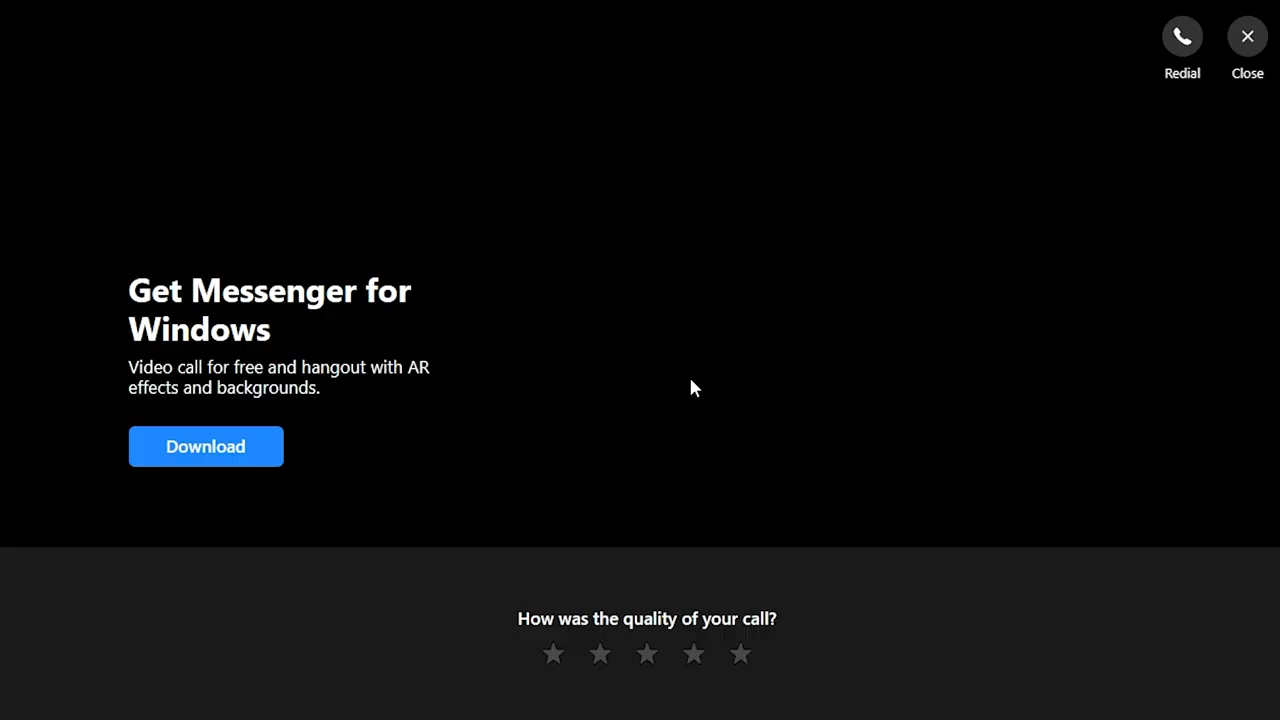 Redial
Close
Get Messenger for
Windows
Video call for free and hangout with AR
effects and backgrounds.
Download
How was the quality of your call?